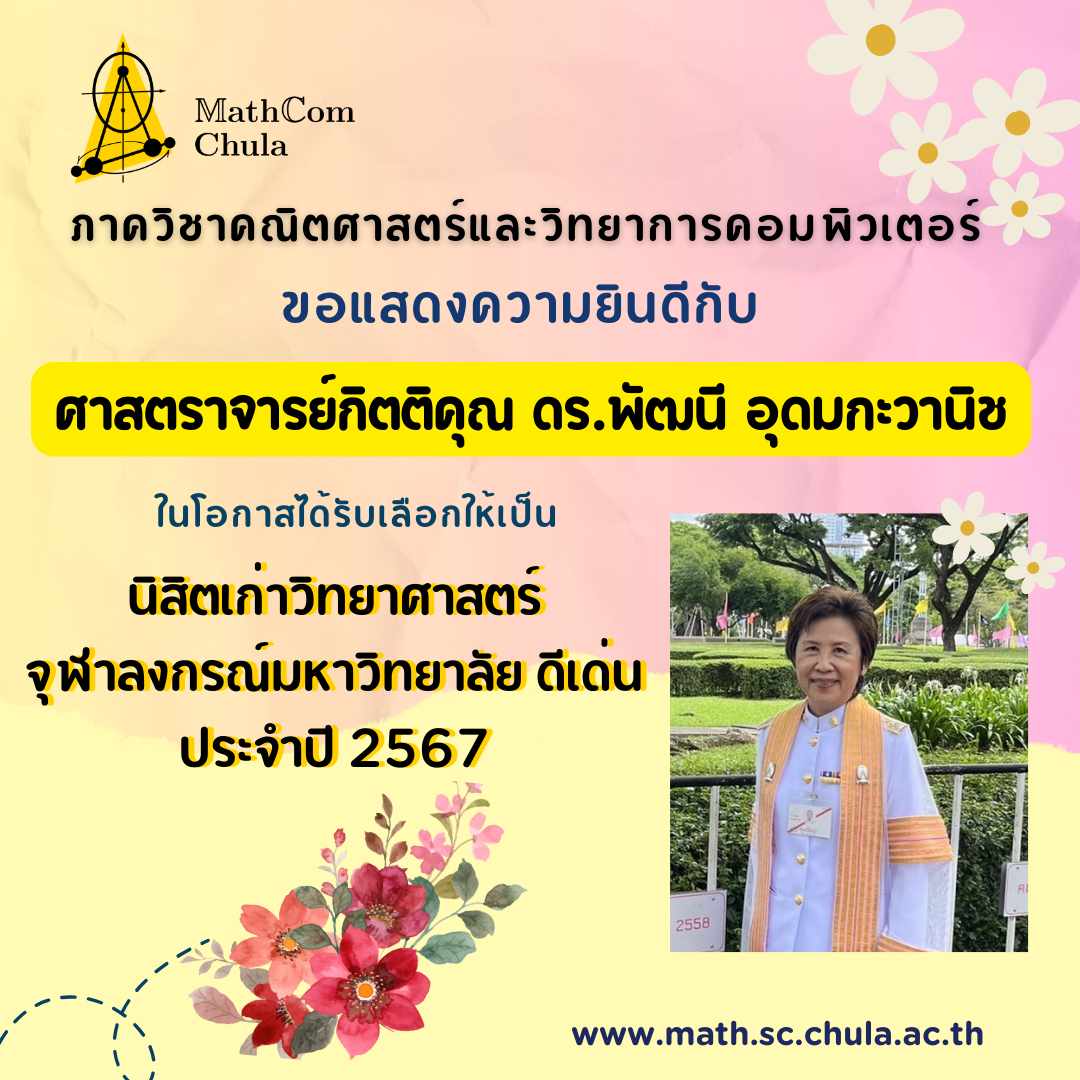 MathCom
Chula
ภาควิชาคณิตศาสตร์และวิทยาการคอมพิวเตอร์
ขอแสดงความยินดีกับ
ศาสตราจารย์กิตติคุณ ดร.พัฒนี อุดมกะวานิช
ในโอกาสได้รับเลือกให้เป็น
นิสิตเก่าวิทยาศาสตร์
จุฬาลงกรณ์มหาวิทยาลัย ดีเด่น
ประจำปี 2567
2558
www.math.sc.chula.ac.th